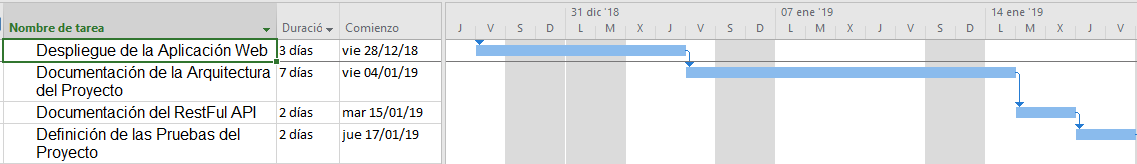 31 dic '18 07 ene '19 14 ene '19
Nombre de tarea Duració Comienzo J V S D L M X J V S D L M X J V S D L M X J V
Despliegue de la Aplicación Web 3 días vie 28/12/18
Documentación de la Arquitectura 7 días vie 04/01/19
del Proyecto
Documentación del RestFul API 2 días mar 15/01/19
Definición de las Pruebas del 2 días jue 17/01/19
Proyecto